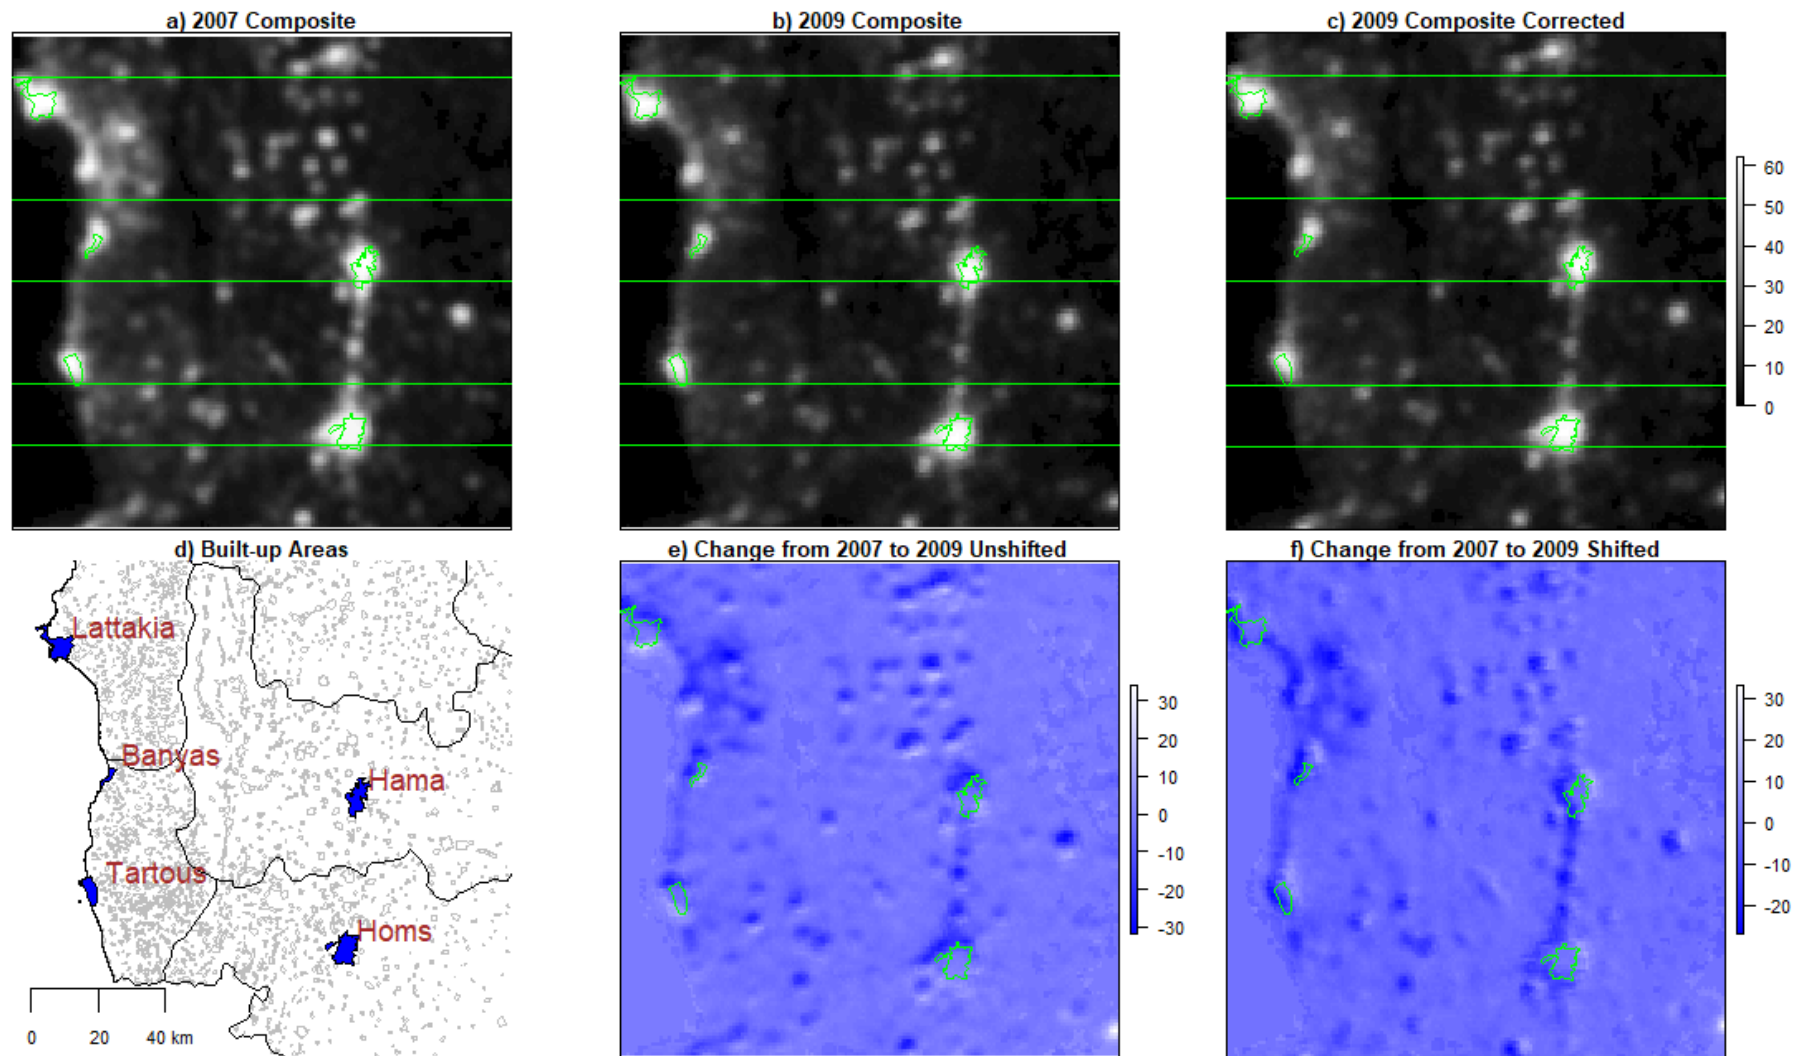 a) 2007 Composite
b) 2009 Composite
c) 2009 Composite Corrected
60
50
40
30
20
10
0
d) Built-up Areas
e) Change from 2007 to 2009 Unshifted
f) Change from 2007 to 2009 Shifted
Lattakia
Banyas
Hama
Tartous
Homs
0 20 40 km
30
20
10
0
-10
-20
-30
30
20
10
0
-10
-20